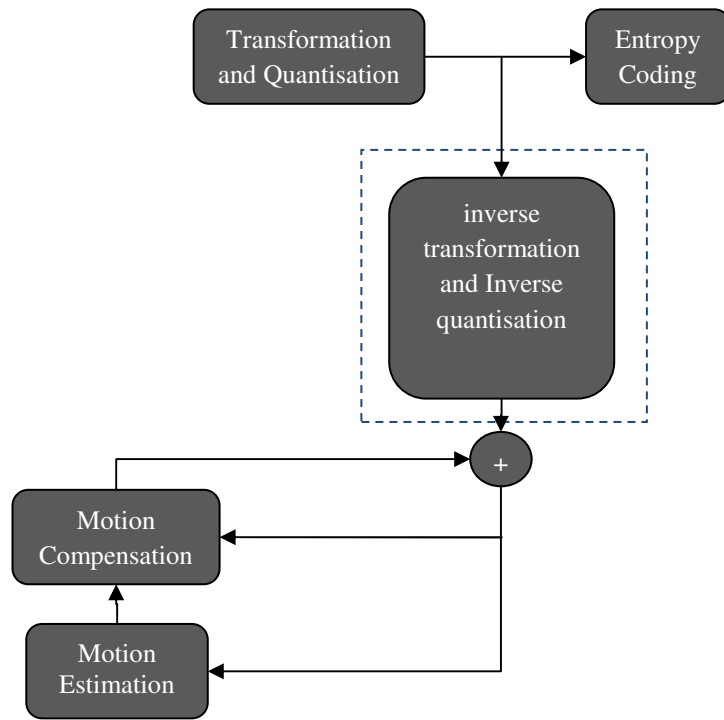 Transformation
and Quantisation
Entropy
Coding
inverse
transformation
and Inverse
quantisation
+
Motion
Compensation
Motion
Estimation